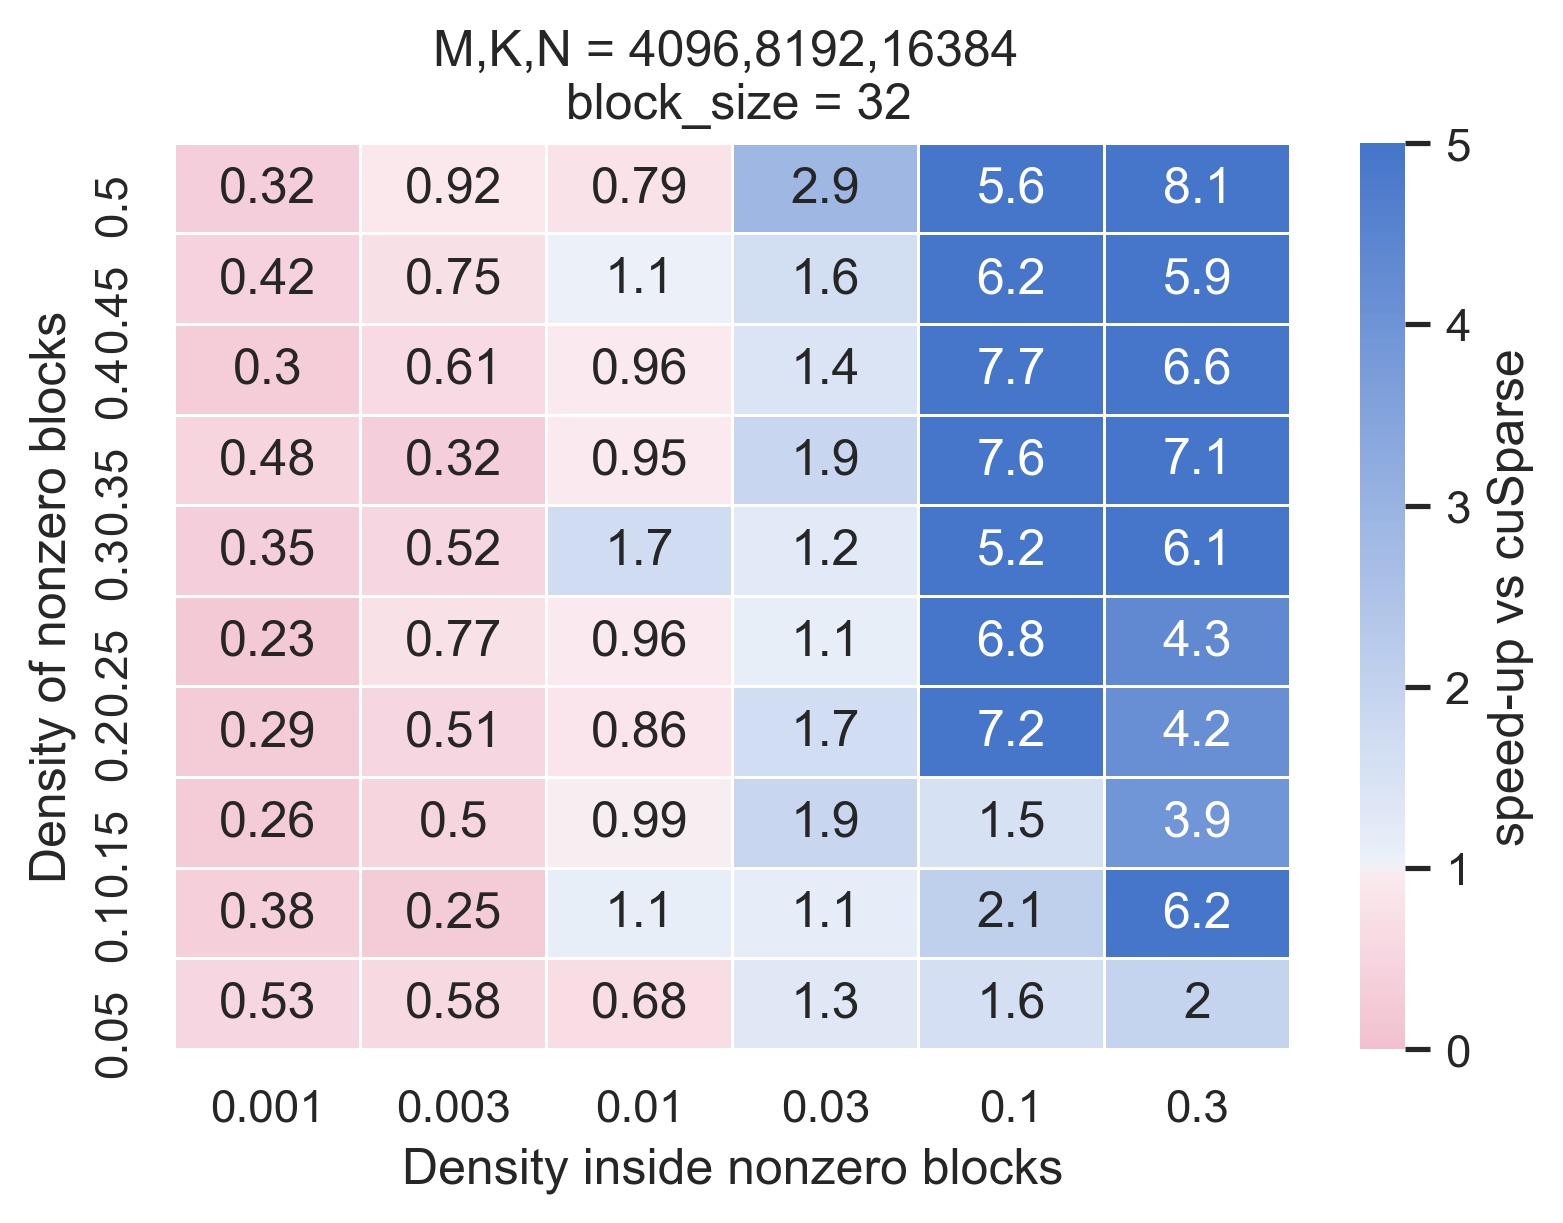 M,K,N = 4096,8192,16384
block_size = 32
Density of nonzero blocks
0.5 0.32 0.92 0.79 2.9 5.6 8.1
0.45 0.42 0.75 1.1 1.6 6.2 5.9
0.4 0.3 0.61 0.96 1.4 7.7 6.6
0.35 0.48 0.32 0.95 1.9 7.6 7.1
0.3 0.35 0.52 1.7 1.2 5.2 6.1
0.25 0.23 0.77 0.96 1.1 6.8 4.3
0.2 0.29 0.51 0.86 1.7 7.2 4.2
0.15 0.26 0.5 0.99 1.9 1.5 3.9
0.1 0.38 0.25 1.1 1.1 2.1 6.2
0.05 0.53 0.58 0.68 1.3 1.6 2
0.001 0.003 0.01 0.03 0.1 0.3
Density inside nonzero blocks
5
4
3
2
1
0
speed-up vs cuSparse